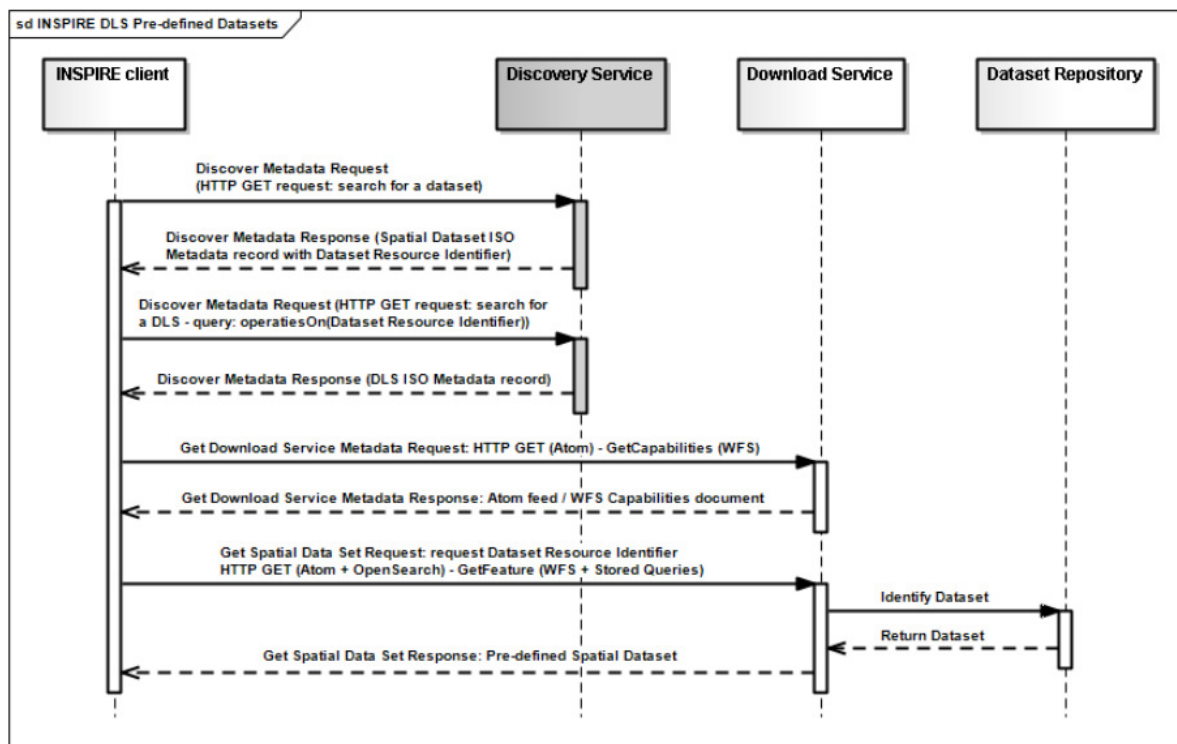 sd INSPIRE DLS Pre-defined Datasets
INSPIRE client
Discovery Service
Download Service
Dataset Repository
Discover Metadata Request
(HTTP GET request: search for a dataset)
Discover Metadata Response (Spatial Dataset ISO
Metadata record with Dataset Resource Identifier)
Discover Metadata Request (HTTP GET request: search for
a DLS - query: operatiesOn(Dataset Resource Identifier))
Discover Metadata Response (DLS ISO Metadata record)
Get Download Service Metadata Request: HTTP GET (Atom) - GetCapabilities (WFS)
Get Download Service Metadata Response: Atom feed / WFS Capabilities document
Get Spatial Data Set Request: request Dataset Resource Identifier
HTTP GET (Atom + OpenSearch) - GetFeature (WFS + Stored Queries)
Identify Dataset
Return Dataset
Get Spatial Data Set Response: Pre-defined Spatial Dataset